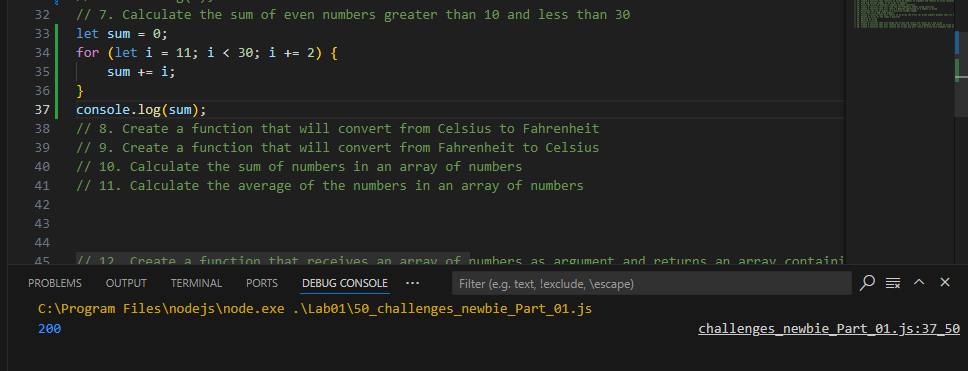 32 // 7. Calculate the sum of even numbers greater than 10 and less than 30
33 let sum = 0;
34 for (let i = 11; i < 30; i += 2) {
35 sum += i;
36 }
37 console.log(sum);
38 // 8. Create a function that will convert from Celsius to Fahrenheit
39 // 9. Create a function that will convert from Fahrenheit to Celsius
40 // 10. Calculate the sum of numbers in an array of numbers
41 // 11. Calculate the average of the numbers in an array of numbers
42
43
44
45 // 12. Create a function that receives an array of numbers as argument and returns an array containi
PROBLEMS OUTPUT TERMINAL PORTS DEBUG CONSOLE ··· Filter (e.g. text, !exclude, \escape)
C:\Program Files\nodejs\node.exe .\Lab01\50_challenges_newbie_Part_01.js
200 challenges_newbie_Part_01.js:37_50